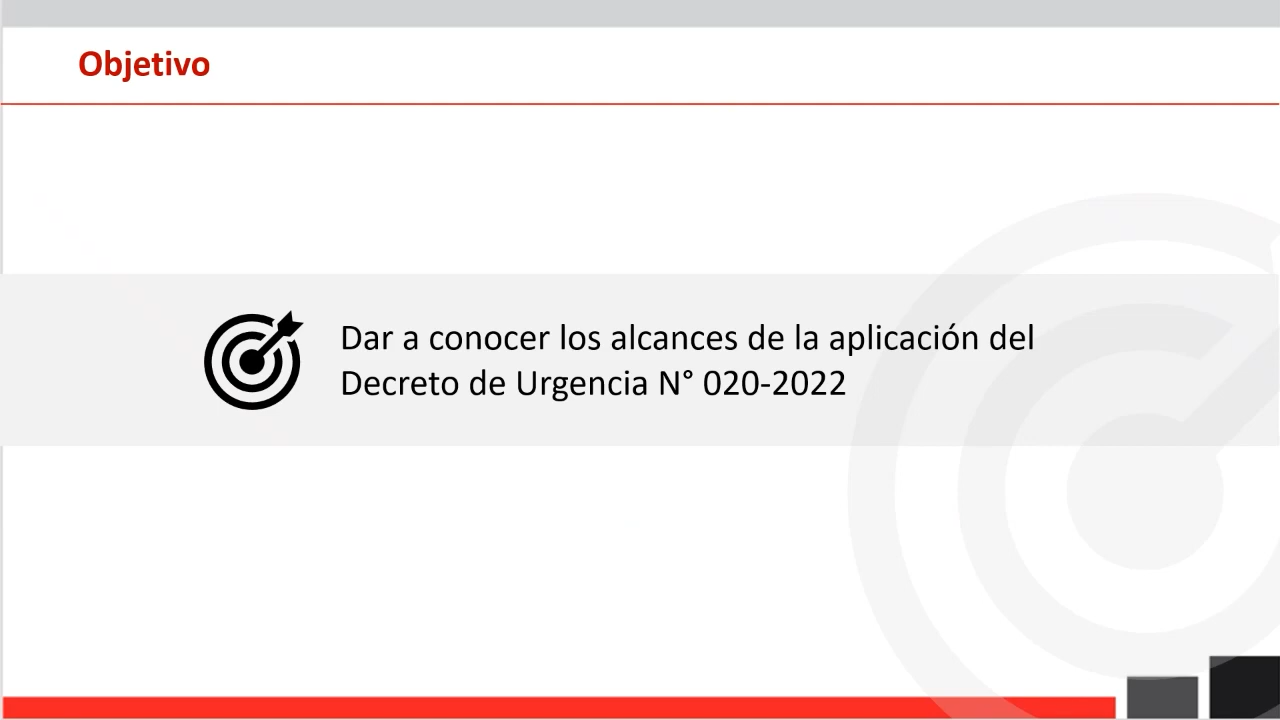 Objetivo
Dar a conocer los alcances de la aplicación del
Decreto de Urgencia N° 020-2022